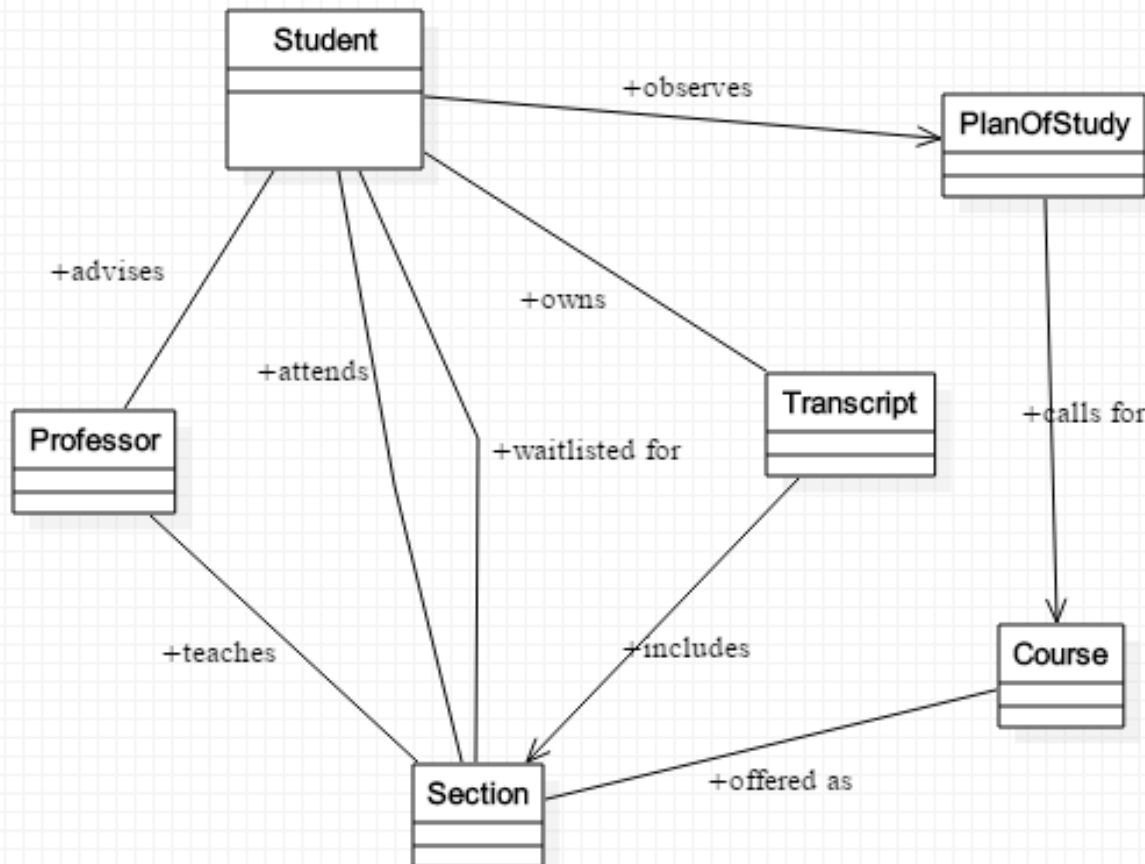 Student
+observes
PlanOfStudy
+advises
+owns
+attends
Transcript
+calls for
Professor
+waitlisted for
+teaches
+includes
Course
+offered as
Section